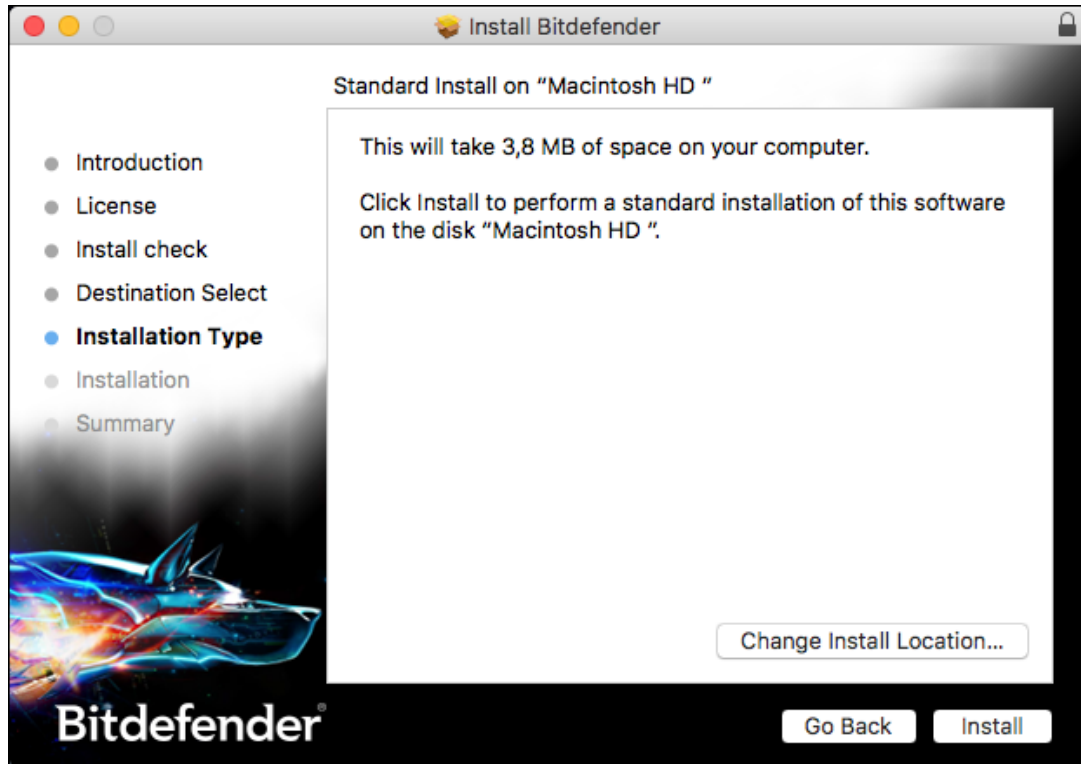 Install Bitdefender
Standard Install on “Macintosh HD ”
Introduction
License
Install check
Destination Select
Installation Type
Installation
Summary
This will take 3,8 MB of space on your computer.
Click Install to perform a standard installation of this software
on the disk “Macintosh HD ”.
Change Install Location...
Bitdefender®
Go Back
Install